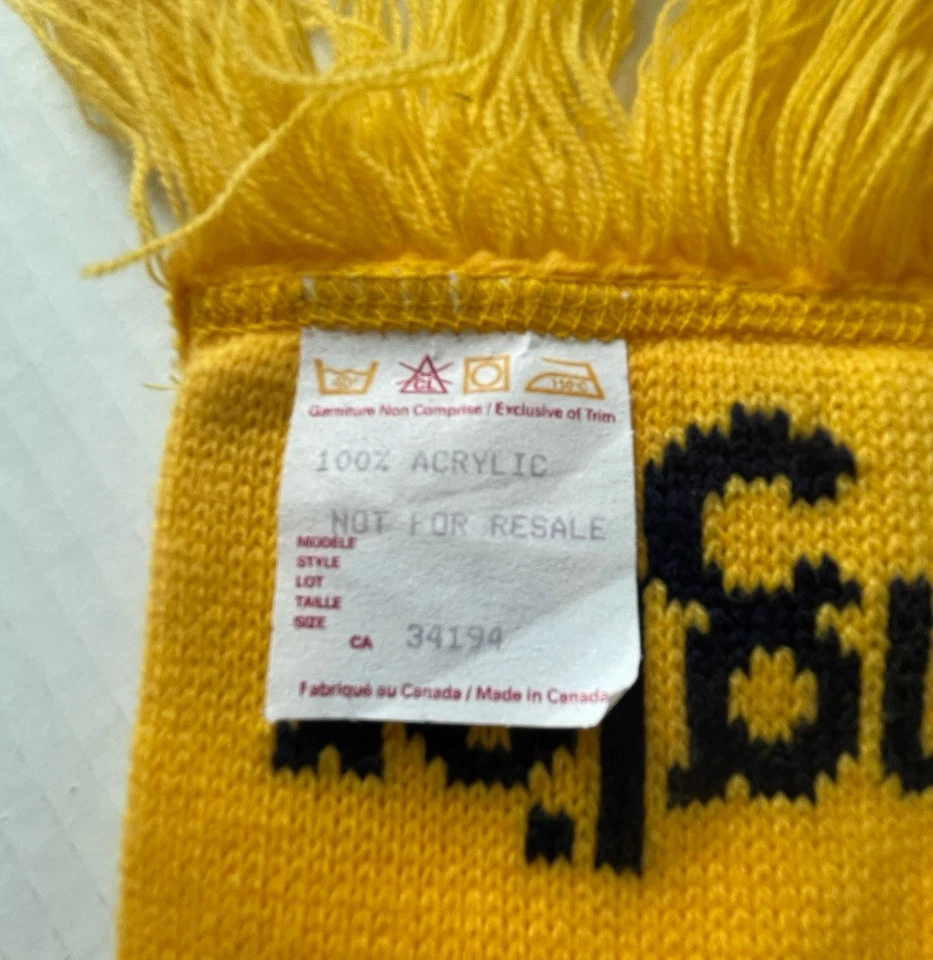 40°
CL
110°C
Garniture Non Comprise / Exclusive of Trim
100% ACRYLIC
NOT FOR RESALE
MODÈLE
STYLE
LOT
TAILLE
SIZE
CA 34194
Fabriqué au Canada / Made in Canada